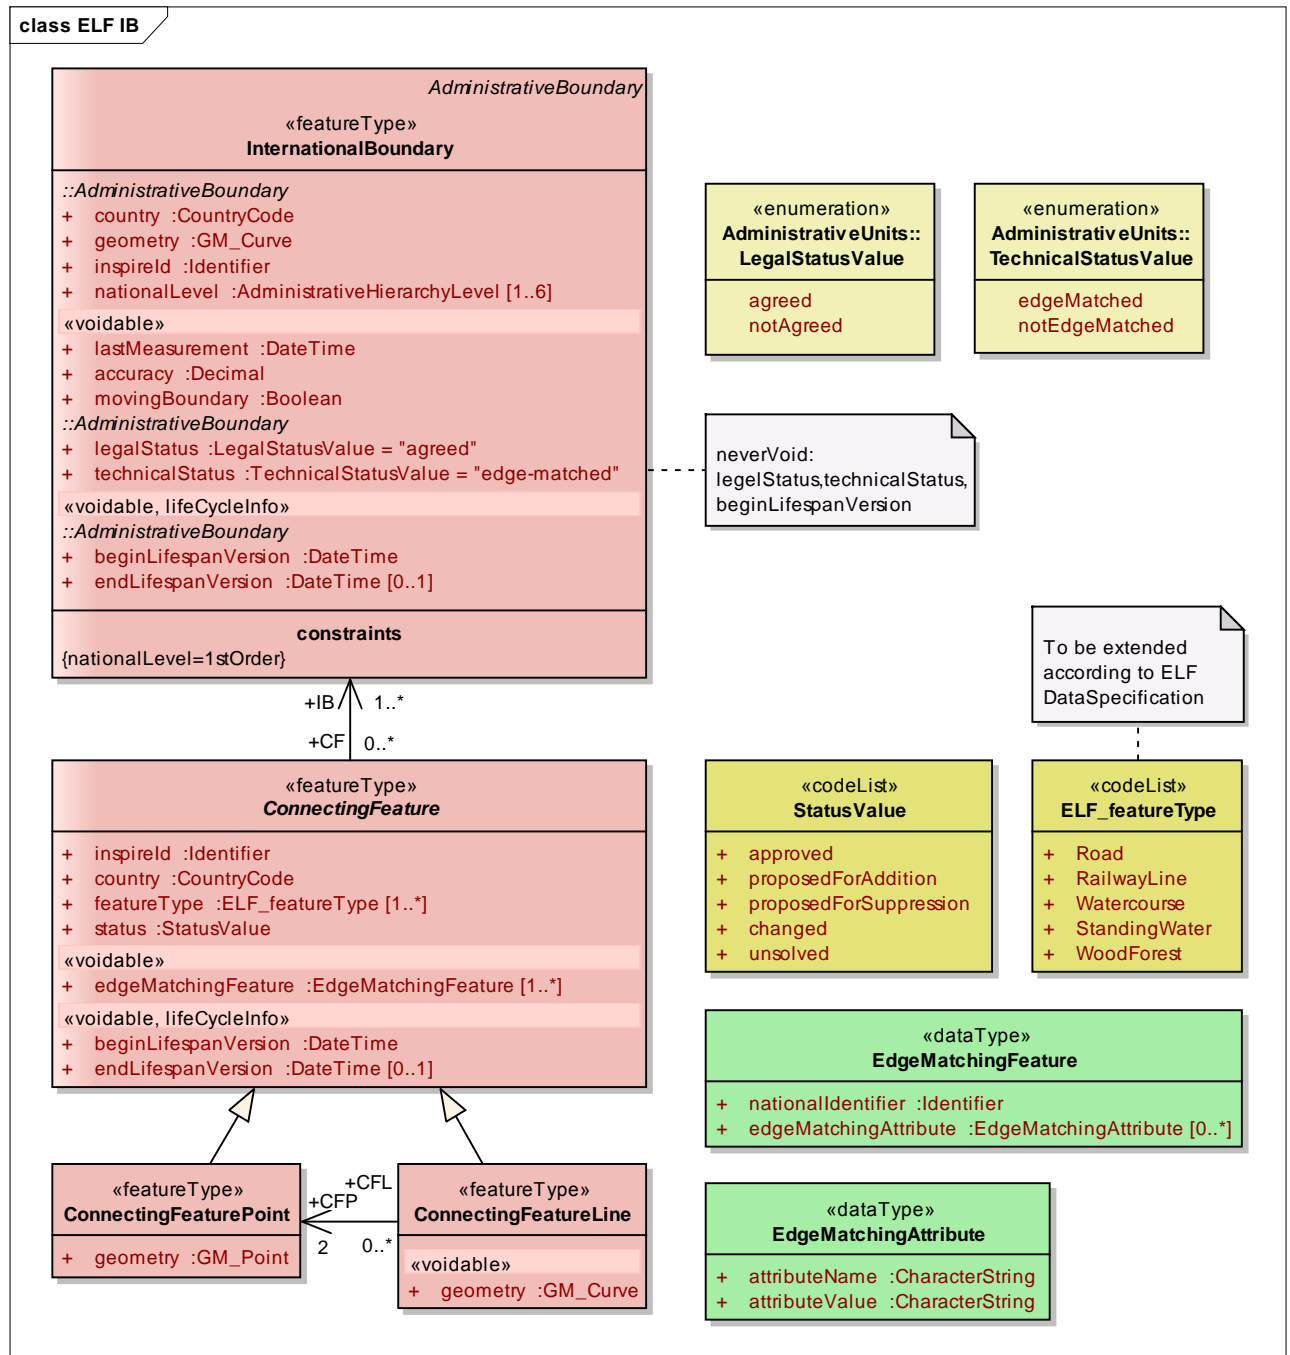 class ELF IB
AdministrativeBoundary
«featureType»
InternationalBoundary
::AdministrativeBoundary
+ country :CountryCode
+ geometry :GM_Curve
+ inspireId :Identifier
+ nationalLevel :AdministrativeHierarchyLevel [1..6]
«voidable»
+ lastMeasurement :DateTime
+ accuracy :Decimal
+ movingBoundary :Boolean
::AdministrativeBoundary
+ legalStatus :LegalStatusValue = "agreed"
+ technicalStatus :TechnicalStatusValue = "edge-matched"
«voidable, lifeCycleInfo»
::AdministrativeBoundary
+ beginLifespanVersion :DateTime
+ endLifespanVersion :DateTime [0..1]
constraints
{nationalLevel=1stOrder}
«enumeration»
AdministrativeUnits::
LegalStatusValue
agreed
notAgreed
«enumeration»
AdministrativeUnits::
TechnicalStatusValue
edgeMatched
notEdgeMatched
neverVoid:
legelStatus,technicalStatus,
beginLifespanVersion
+IB 1..*
+CF 0..*
«featureType»
ConnectingFeature
+ inspireId :Identifier
+ country :CountryCode
+ featureType :ELF_featureType [1..*]
+ status :StatusValue
«voidable»
+ edgeMatchingFeature :EdgeMatchingFeature [1..*]
«voidable, lifeCycleInfo»
+ beginLifespanVersion :DateTime
+ endLifespanVersion :DateTime [0..1]
To be extended
according to ELF
DataSpecification
«codeList»
StatusValue
+ approved
+ proposedForAddition
+ proposedForSuppression
+ changed
+ unsolved
«codeList»
ELF_featureType
+ Road
+ RailwayLine
+ Watercourse
+ StandingWater
+ WoodForest
«dataType»
EdgeMatchingFeature
+ nationalIdentifier :Identifier
+ edgeMatchingAttribute :EdgeMatchingAttribute [0..*]
«featureType»
ConnectingFeaturePoint
+ geometry :GM_Point
+CFL
+CFP
2 0..*
«featureType»
ConnectingFeatureLine
«voidable»
+ geometry :GM_Curve
«dataType»
EdgeMatchingAttribute
+ attributeName :CharacterString
+ attributeValue :CharacterString